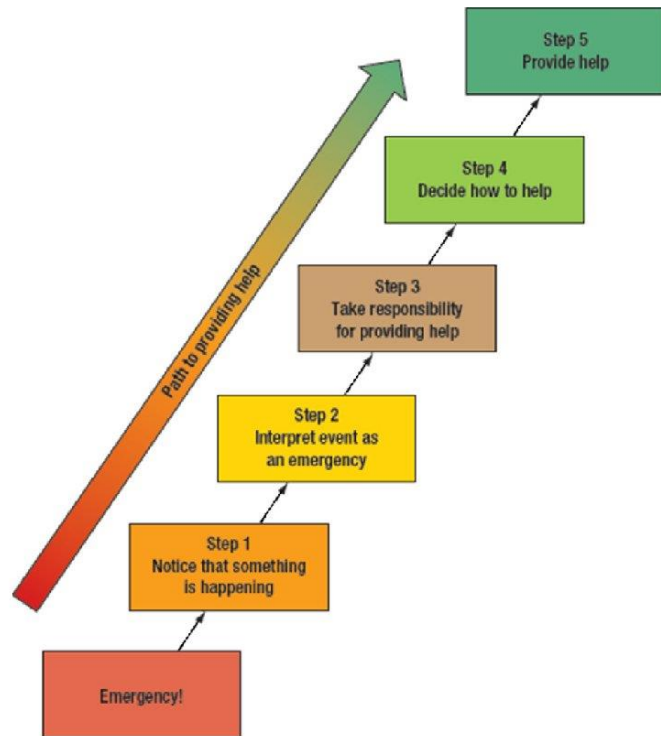 Step 5
Provide help
Step 4
Decide how to help
Path to providing help
Step 3
Take responsibility
for providing help
Step 2
Interpret event as
an emergency
Step 1
Notice that something
is happening
Emergency!